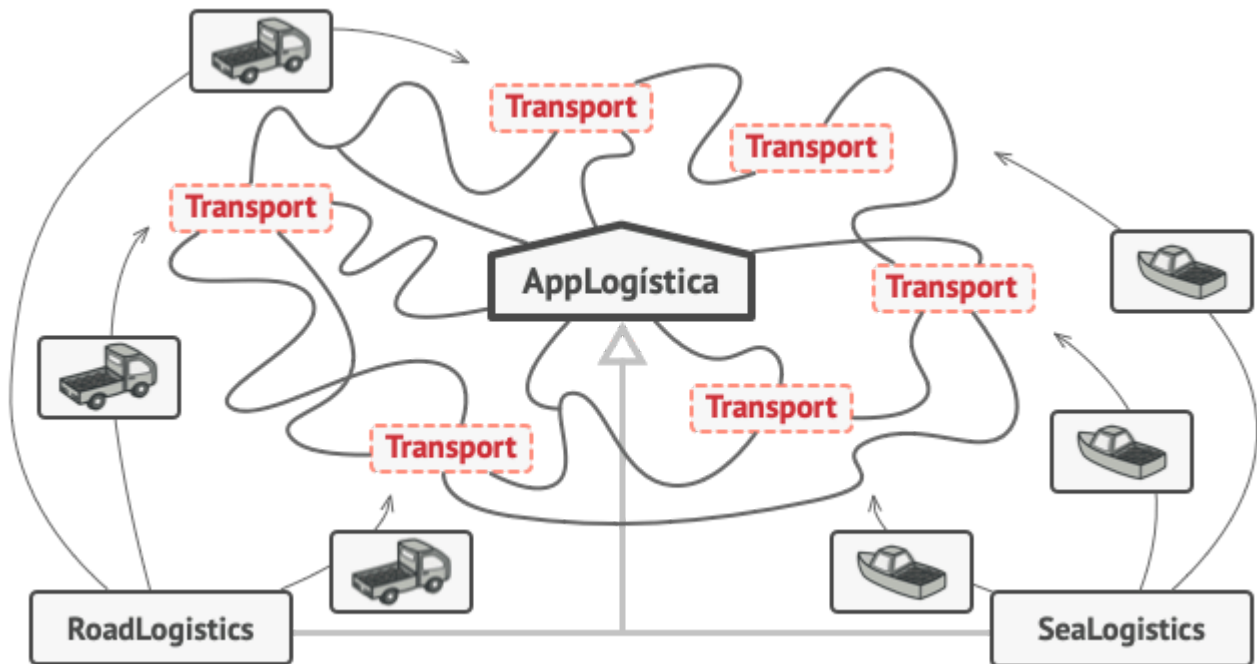 Transport
Transport
Transport
AppLogística
Transport
Transport
Transport
RoadLogistics
SeaLogistics